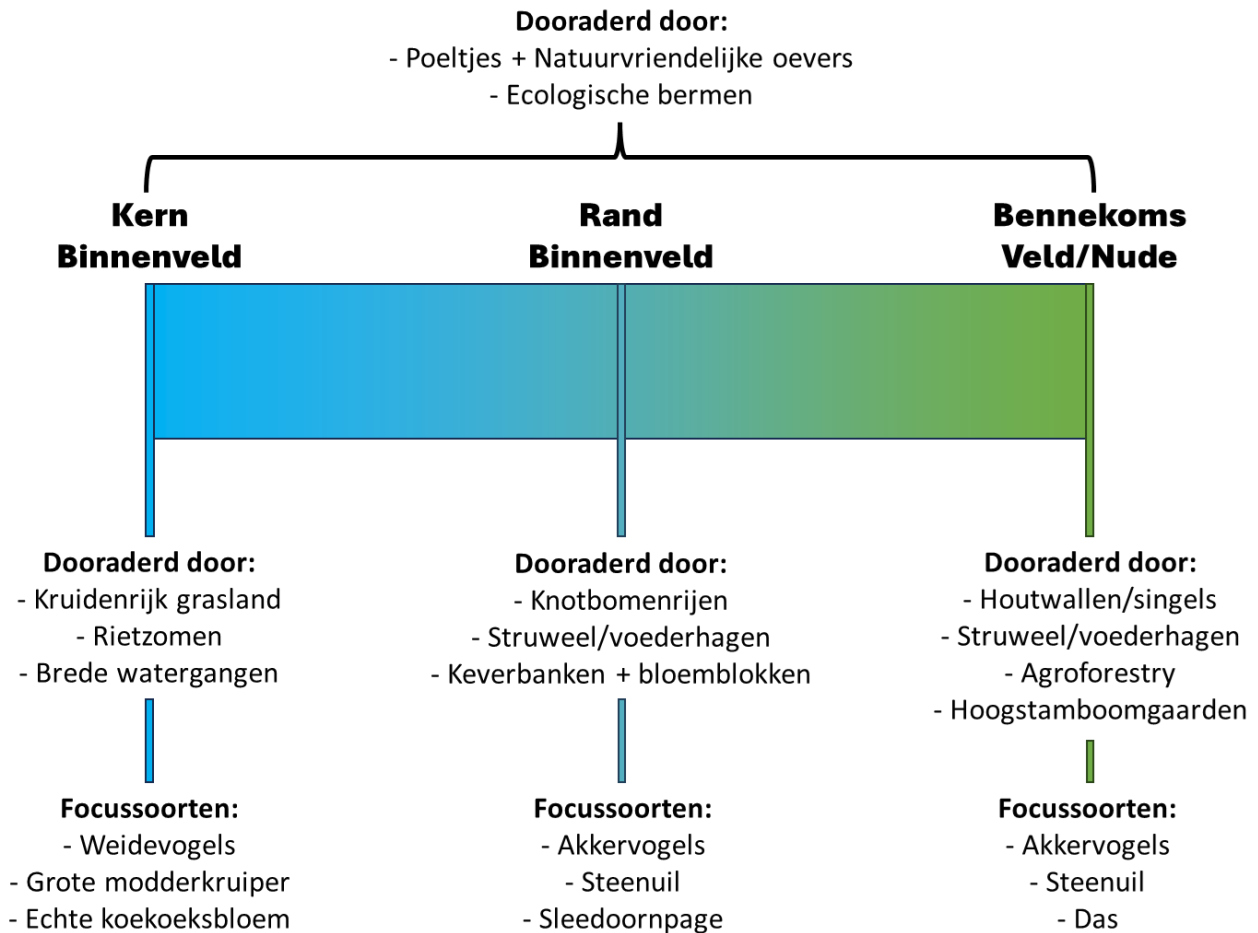 Dooraderd door:
- Poeltjes + Natuurvriendelijke oevers
- Ecologische bermen
Kern
Binnenveld
Rand
Binnenveld
Bennekoms
Veld/Nude
Dooraderd door:
- Kruidenrijk grasland
- Rietzomen
- Brede watergangen
Dooraderd door:
- Knotbomenrijen
- Struweel/voederhagen
- Keverbanken + bloemblokken
Dooraderd door:
- Houtwallen/singels
- Struweel/voederhagen
- Agroforestry
- Hoogstamboomgaarden
Focussoorten:
- Weidevogels
- Grote modderkruiper
- Echte koekoeksbloem
Focussoorten:
- Akkervogels
- Steenuil
- Sleedoornpage
Focussoorten:
- Akkervogels
- Steenuil
- Das